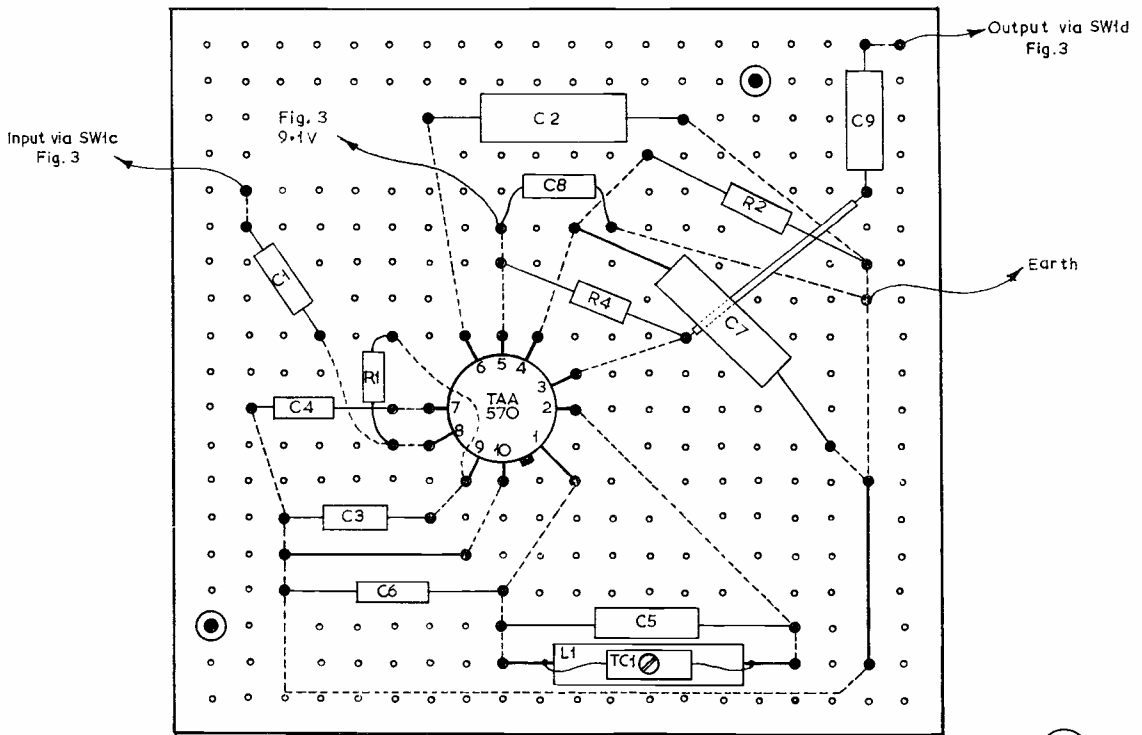 Output via SW1d
Fig.3
C2
C9
Fig. 3
9·1V
Input via SW1c
Fig. 3
C8
R2
C1
Earth
R4
C7
6
5
4
3
R1
TAA
570
2
C4
7
8
1
9
10
C3
C6
C5
L1
TC1